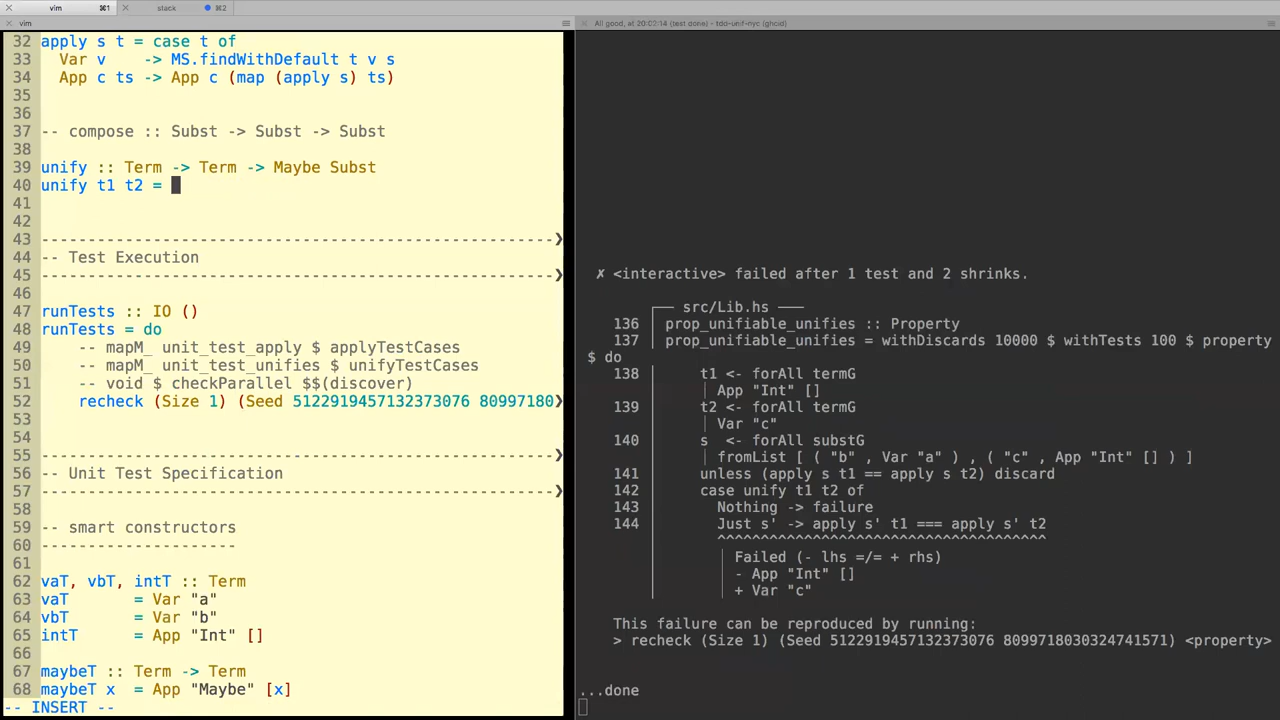 vim ⌘1
stack ⌘2
vim
All good, at 20:02:14 (test done) - tdd-unif-nyc (ghcid)
32 apply s t = case t of
33   Var v    -> MS.findWithDefault t v s
34   App c ts -> App c (map (apply s) ts)
35
36
37 -- compose :: Subst -> Subst -> Subst
38
39 unify :: Term -> Term -> Maybe Subst
40 unify t1 t2 =
41
42
43 -------------------------------------------------------❯
44 -- Test Execution
45 -------------------------------------------------------❯
46
47 runTests :: IO ()
48 runTests = do
49     -- mapM_ unit_test_apply $ applyTestCases
50     -- mapM_ unit_test_unifies $ unifyTestCases
51     -- void $ checkParallel $$(discover)
52     recheck (Size 1) (Seed 5122919457132373076 80997180❯
53
54
55 -------------------------------------------------------❯
56 -- Unit Test Specification
57 -------------------------------------------------------❯
58
59 -- smart constructors
60 ---------------------
61
62 vaT, vbT, intT :: Term
63 vaT       = Var "a"
64 vbT       = Var "b"
65 intT      = App "Int" []
66
67 maybeT :: Term -> Term
68 maybeT x  = App "Maybe" [x]
-- INSERT --
✗ <interactive> failed after 1 test and 2 shrinks.
┌── src/Lib.hs ───
136 │ prop_unifiable_unifies :: Property
137 │ prop_unifiable_unifies = withDiscards 10000 $ withTests 100 $ property
$ do
138 │     t1 <- forAll termG
│     │ App "Int" []
139 │     t2 <- forAll termG
│     │ Var "c"
140 │     s  <- forAll substG
│     │ fromList [ ( "b" , Var "a" ) , ( "c" , App "Int" [] ) ]
141 │     unless (apply s t1 == apply s t2) discard
142 │     case unify t1 t2 of
143 │       Nothing -> failure
144 │       Just s' -> apply s' t1 === apply s' t2
│       ^^^^^^^^^^^^^^^^^^^^^^^^^^^^^^^^^^^
│       │ Failed (- lhs =/= + rhs)
│       │ - App "Int" []
│       │ + Var "c"
This failure can be reproduced by running:
> recheck (Size 1) (Seed 5122919457132373076 8099718030324741571) <property>
...done